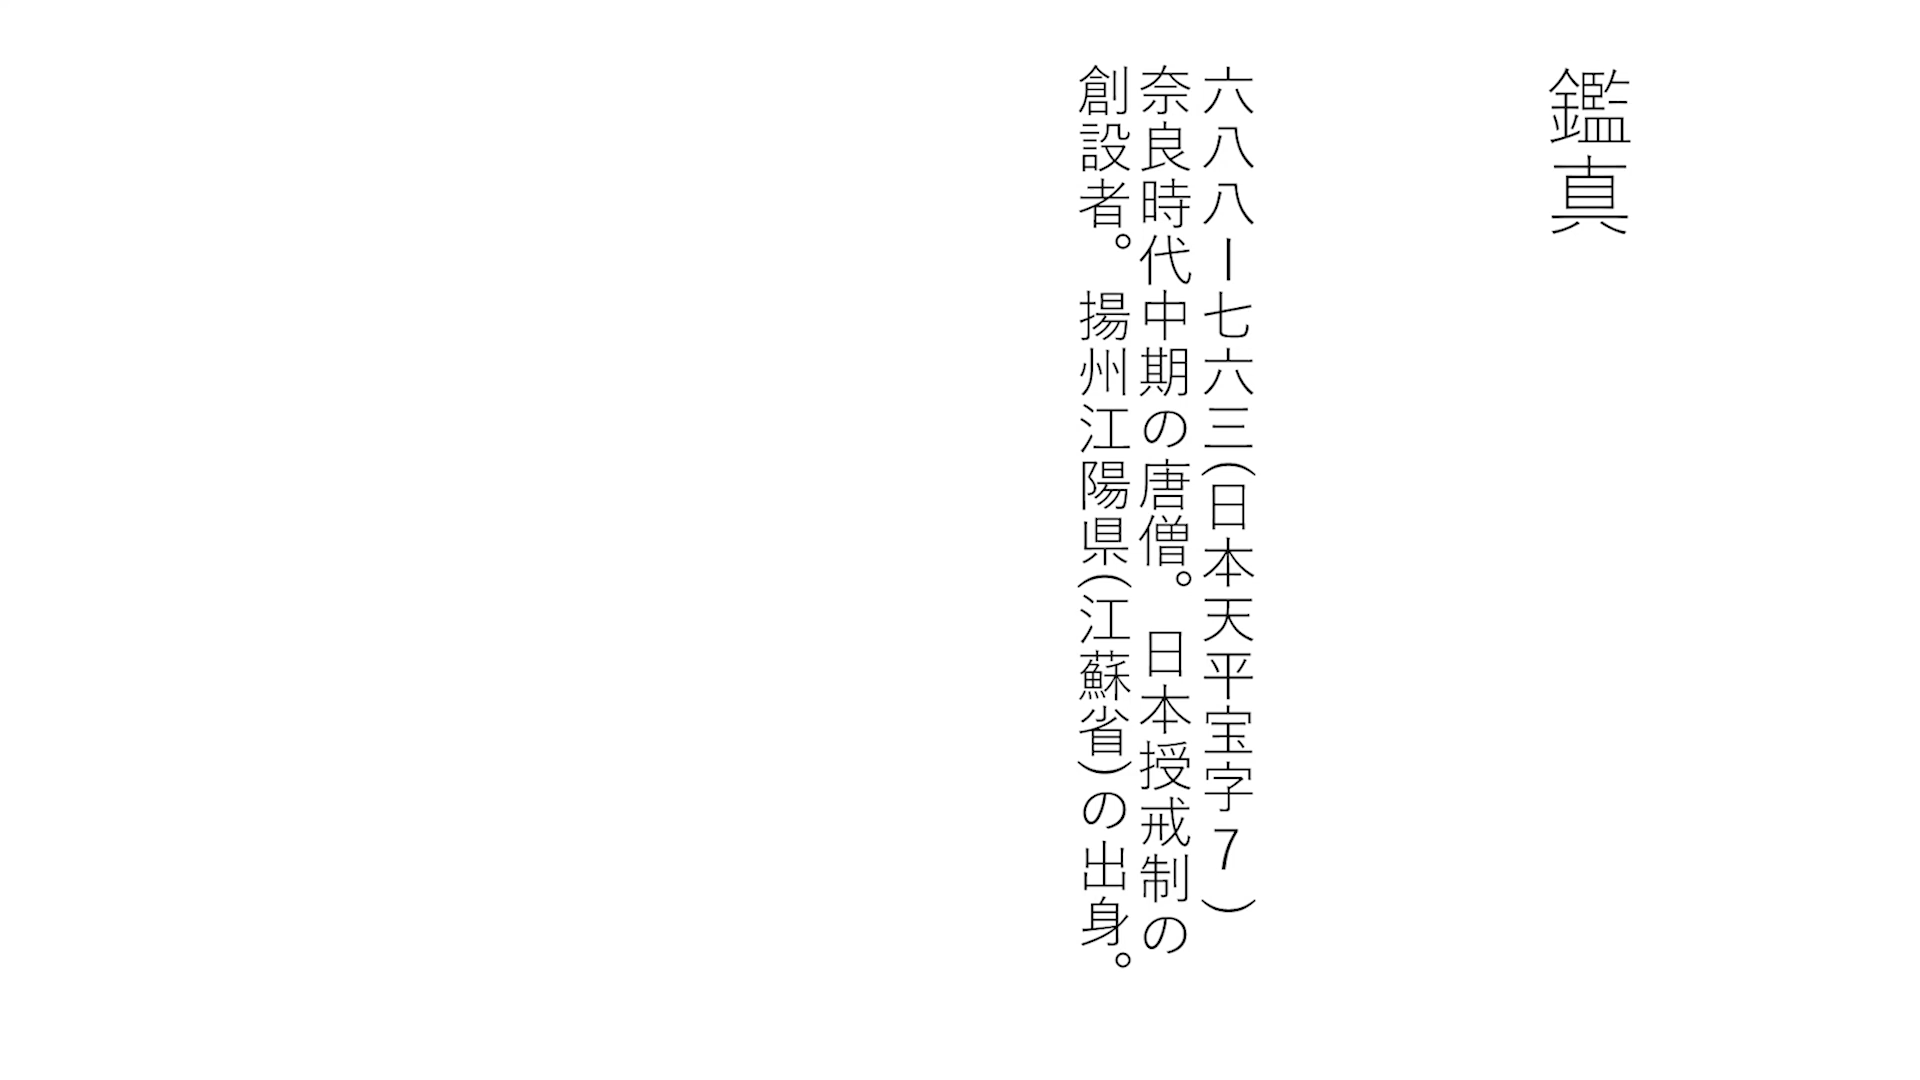 鑑真
六八八ー七六三(日本天平宝字7)
奈良時代中期の唐僧。 日本授戒制の
創設者。 揚州江陽県(江蘇省)の出身。